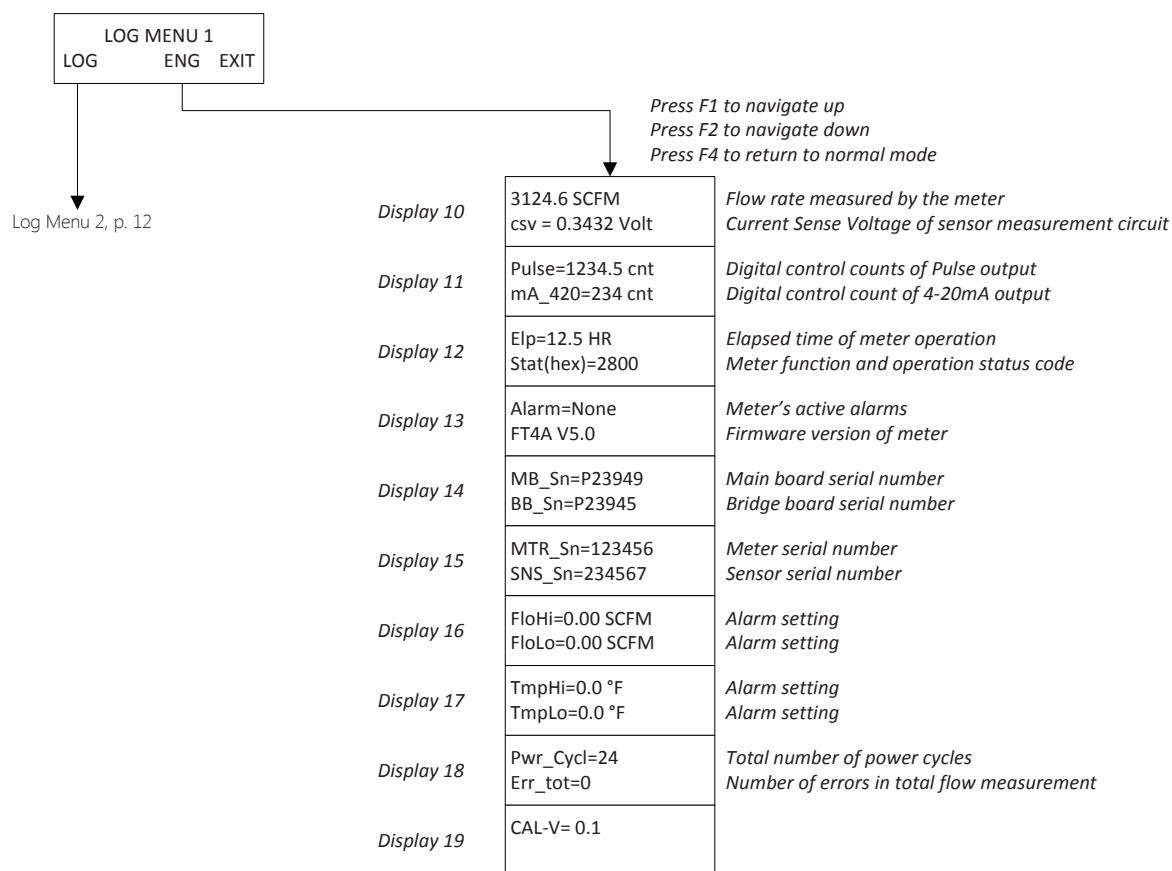 LOG MENU 1
LOG ENG EXIT
Press F1 to navigate up
Press F2 to navigate down
Press F4 to return to normal mode
Log Menu 2, p. 12
Display 10
3124.6 SCFM
csv = 0.3432 Volt
Flow rate measured by the meter
Current Sense Voltage of sensor measurement circuit
Display 11
Pulse=1234.5 cnt
mA_420=234 cnt
Digital control counts of Pulse output
Digital control count of 4-20mA output
Display 12
Elp=12.5 HR
Stat(hex)=2800
Elapsed time of meter operation
Meter function and operation status code
Display 13
Alarm=None
FT4A V5.0
Meter’s active alarms
Firmware version of meter
Display 14
MB_Sn=P23949
BB_Sn=P23945
Main board serial number
Bridge board serial number
Display 15
MTR_Sn=123456
SNS_Sn=234567
Meter serial number
Sensor serial number
Display 16
FloHi=0.00 SCFM
FloLo=0.00 SCFM
Alarm setting
Alarm setting
Display 17
TmpHi=0.0 °F
TmpLo=0.0 °F
Alarm setting
Alarm setting
Display 18
Pwr_Cycl=24
Err_tot=0
Total number of power cycles
Number of errors in total flow measurement
Display 19
CAL-V= 0.1